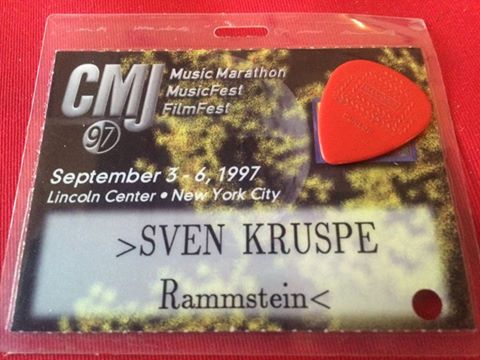 CMJ
97
Music Marathon
MusicFest
FilmFest
September 3 - 6, 1997
Lincoln Center • New York City
>SVEN KRUSPE
Rammstein<